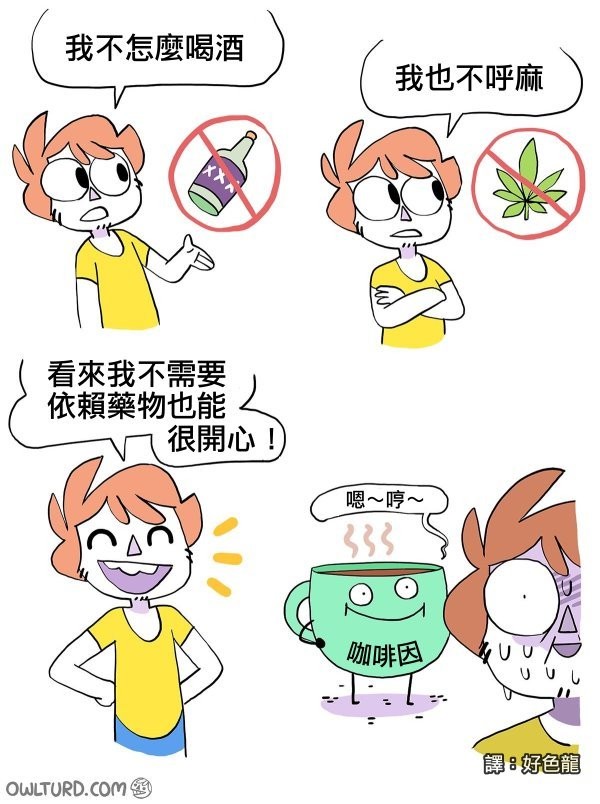 我不怎麼喝酒
XXX
我也不呼麻
看來我不需要
依賴藥物也能
很開心！
嗯～哼～
咖啡因
譯：好色龍
OWLTURD.COM